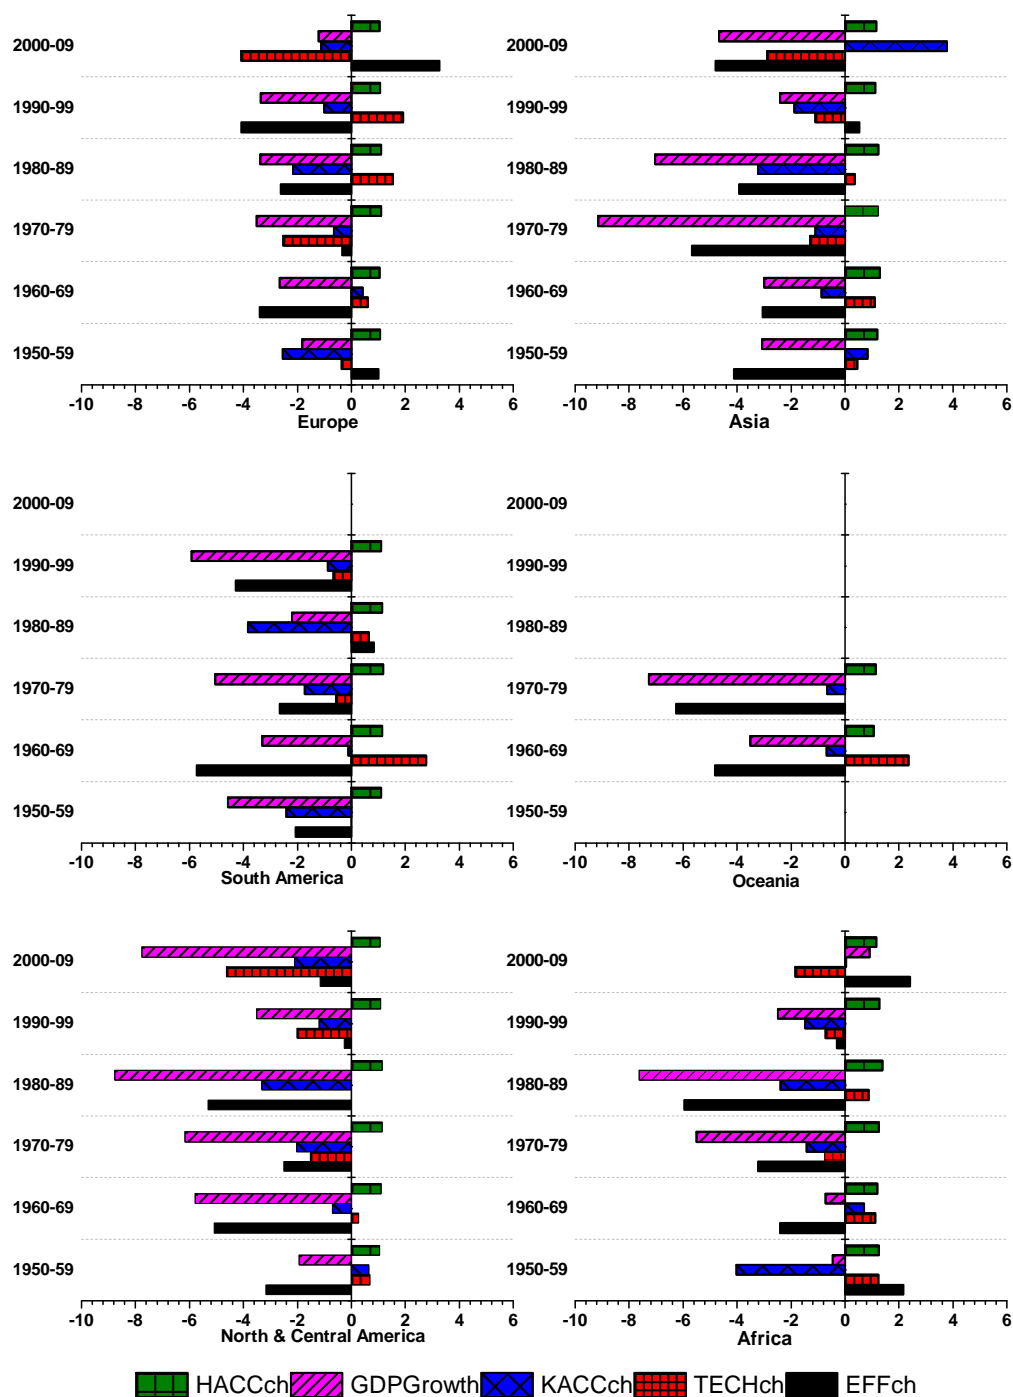 2000-09
1990-99
1980-89
1970-79
1960-69
1950-59
-10 -8 -6 -4 -2 0 2 4 6
Europe
2000-09
1990-99
1980-89
1970-79
1960-69
1950-59
-10 -8 -6 -4 -2 0 2 4 6
Asia
2000-09
1990-99
1980-89
1970-79
1960-69
1950-59
-10 -8 -6 -4 -2 0 2 4 6
South America
2000-09
1990-99
1980-89
1970-79
1960-69
1950-59
-10 -8 -6 -4 -2 0 2 4 6
Oceania
2000-09
1990-99
1980-89
1970-79
1960-69
1950-59
-10 -8 -6 -4 -2 0 2 4 6
North & Central America
2000-09
1990-99
1980-89
1970-79
1960-69
1950-59
-10 -8 -6 -4 -2 0 2 4 6
Africa
HACCch GDPGrowth KACCch TECHch EFFch